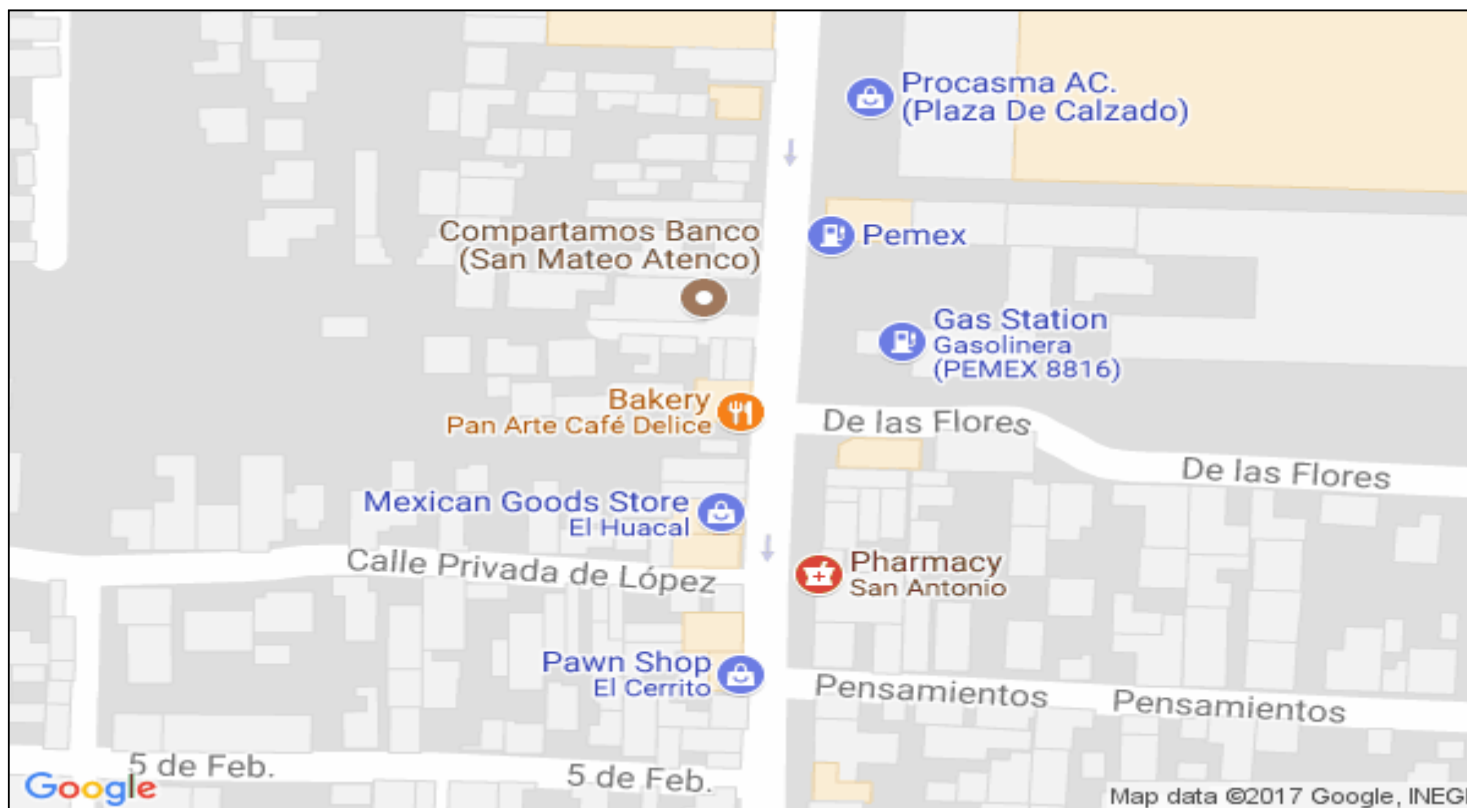 Procasma AC.
(Plaza De Calzado)
Compartamos Banco
(San Mateo Atenco)
Pemex
Gas Station
Gasolinera
(PEMEX 8816)
Bakery
Pan Arte Café Delice
De las Flores
De las Flores
Mexican Goods Store
El Huacal
Calle Privada de López
Pharmacy
San Antonio
Pawn Shop
El Cerrito
Pensamientos
Pensamientos
5 de Feb.
5 de Feb.
Google
Map data ©2017 Google, INEGI